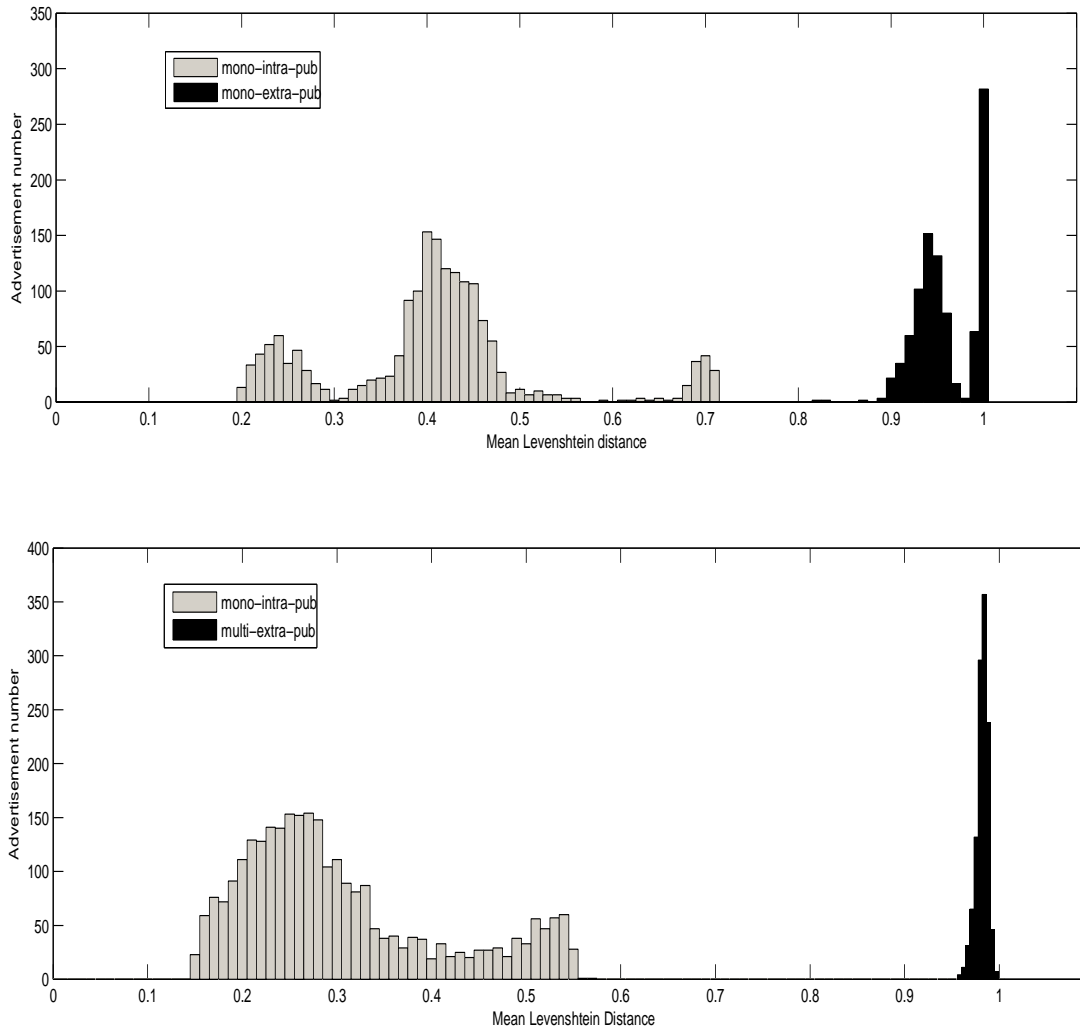 350
300
250
200
150
100
50
0
Advertisement number
mono-intra-pub
mono-extra-pub
0 0.1 0.2 0.3 0.4 0.5 0.6 0.7 0.8 0.9 1
Mean Levenshtein distance
400
350
300
250
200
150
100
50
0
Advertisement number
mono-intra-pub
multi-extra-pub
0 0.1 0.2 0.3 0.4 0.5 0.6 0.7 0.8 0.9 1
Mean Levenshtein Distance